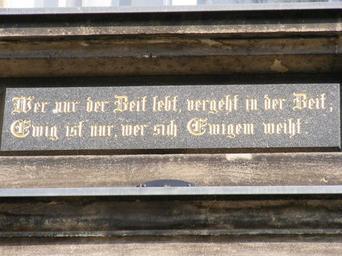 Wer nur der Zeit lebt, vergeht in der Zeit,
Ewig ist nur, wer sich Ewigem weiht.